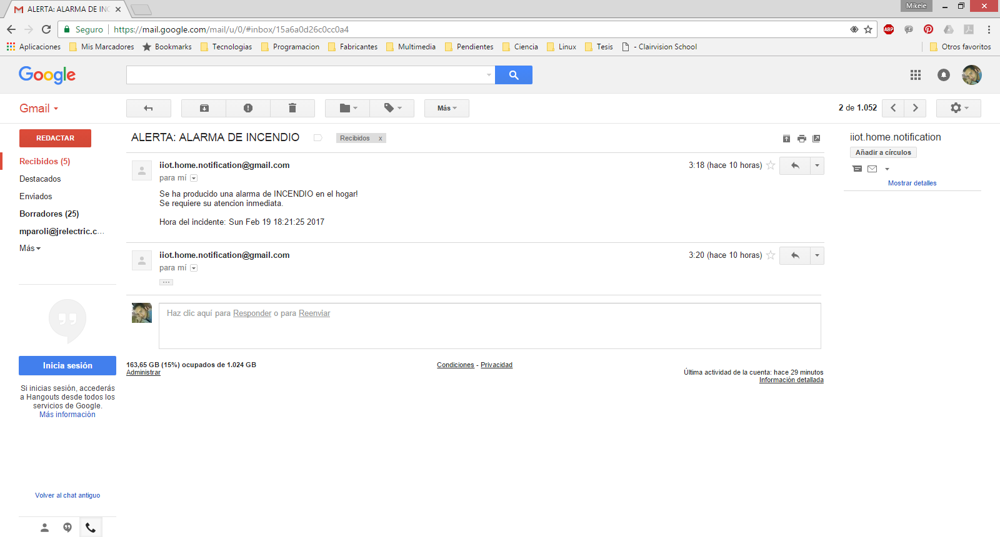 ALERTA: ALARMA DE INC
Mikele
Seguro
https://mail.google.com/mail/u/0/#inbox/15a6a0d26c0cc0a4
ABP
Aplicaciones
Mis Marcadores
Bookmarks
Tecnologias
Programacion
Fabricantes
Multimedia
Pendientes
Ciencia
Linux
Tesis
- Clairvision School
Otros favoritos
Google
Gmail
Más
2 de 1.052
REDACTAR
Recibidos (5)
Destacados
Enviados
Borradores (25)
mparoli@jrelectric.c...
Más
ALERTA: ALARMA DE INCENDIO
Recibidos x
iiot.home.notification@gmail.com
3:18 (hace 10 horas)
para mí
Se ha producido una alarma de INCENDIO en el hogar!
Se requiere su atencion inmediata.
Hora del incidente: Sun Feb 19 18:21:25 2017
iiot.home.notification@gmail.com
3:20 (hace 10 horas)
para mí
...
Haz clic aquí para Responder o para Reenviar
163,65 GB (15%) ocupados de 1.024 GB
Administrar
Condiciones - Privacidad
Última actividad de la cuenta: hace 29 minutos
Información detallada
iiot.home.notification
Añadir a círculos
Mostrar detalles
Inicia sesión
Si inicias sesión, accederás
a Hangouts desde todos los
servicios de Google.
Más información
Volver al chat antiguo